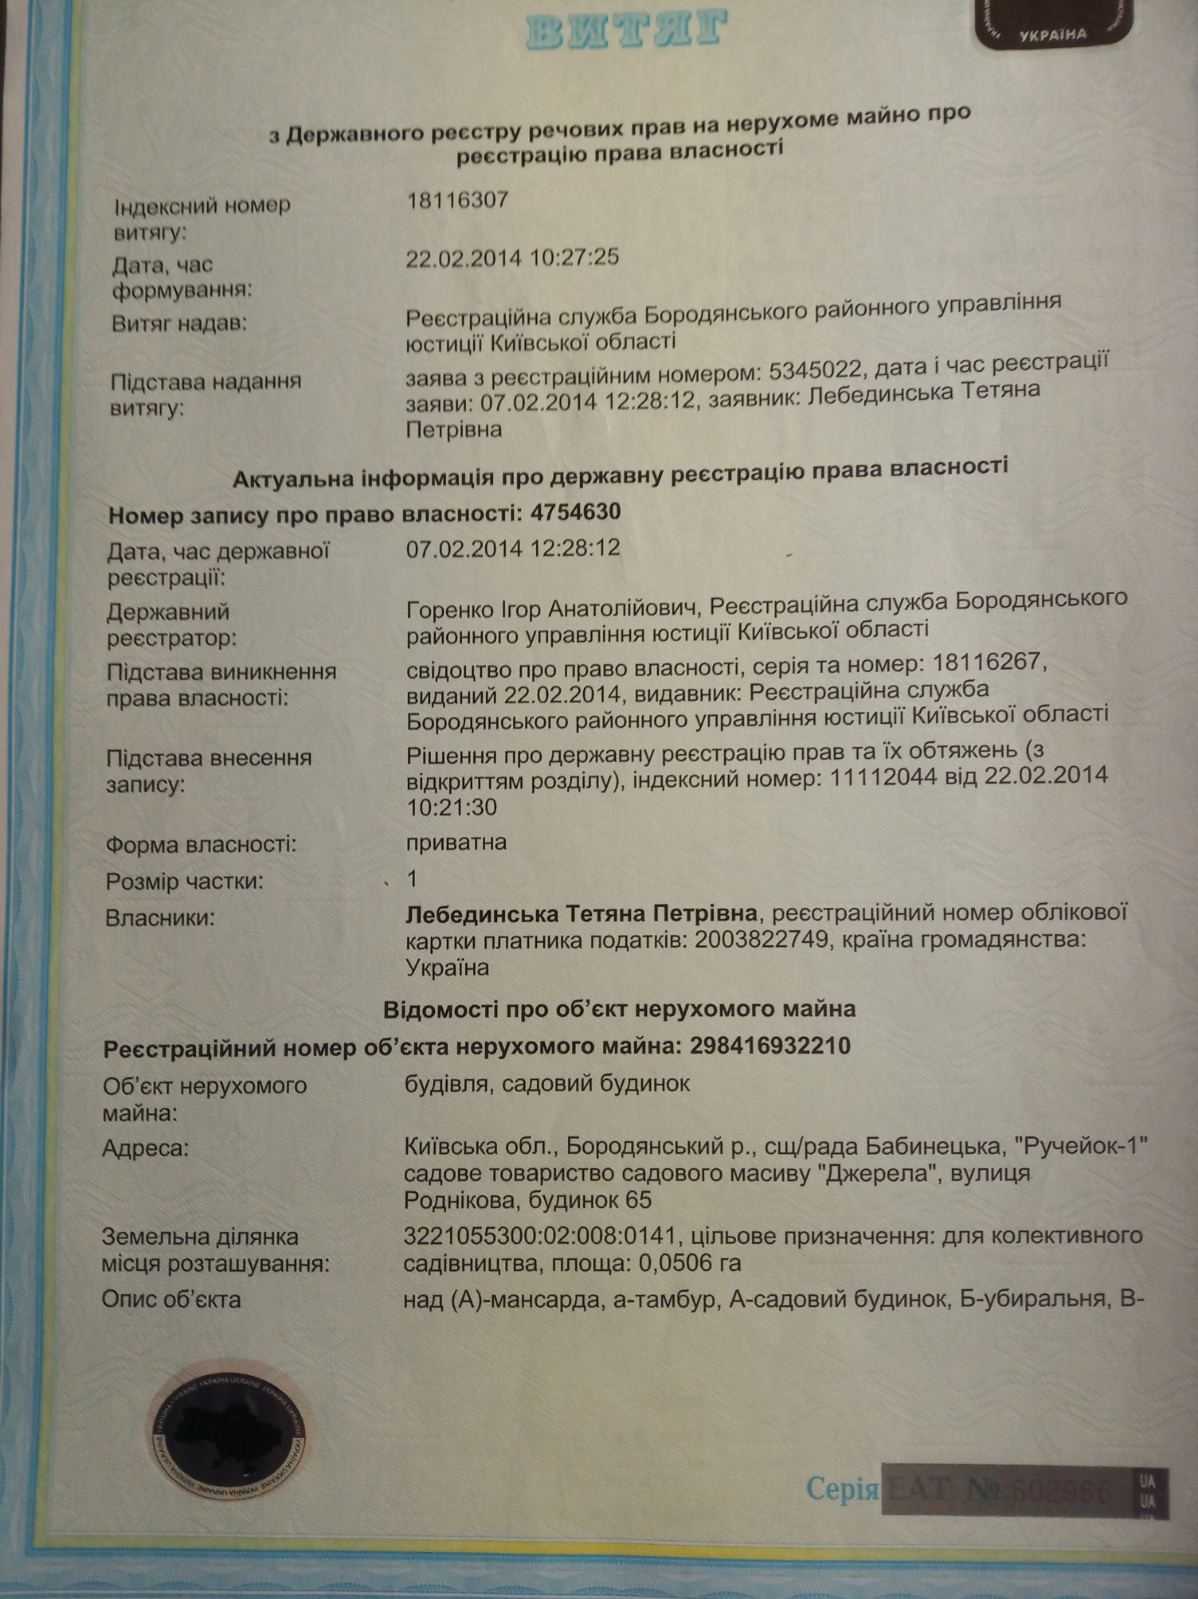 ВИТЯГ
УКРАЇНА
з Державного реєстру речових прав на нерухоме майно про
реєстрацію права власності
Індексний номер витягу: 18116307
Дата, час формування: 22.02.2014 10:27:25
Витяг надав: Реєстраційна служба Бородянського районного управління
юстиції Київської області
Підстава надання витягу: заява з реєстраційним номером: 5345022, дата і час реєстрації
заяви: 07.02.2014 12:28:12, заявник: Лебединська Тетяна
Петрівна
Актуальна інформація про державну реєстрацію права власності
Номер запису про право власності: 4754630
Дата, час державної реєстрації: 07.02.2014 12:28:12
Державний реєстратор: Горенко Ігор Анатолійович, Реєстраційна служба Бородянського
районного управління юстиції Київської області
Підстава виникнення права власності: свідоцтво про право власності, серія та номер: 18116267,
виданий 22.02.2014, видавник: Реєстраційна служба
Бородянського районного управління юстиції Київської області
Підстава внесення запису: Рішення про державну реєстрацію прав та їх обтяжень (з
відкриттям розділу), індексний номер: 11112044 від 22.02.2014
10:21:30
Форма власності: приватна
Розмір частки: 1
Власники: Лебединська Тетяна Петрівна, реєстраційний номер облікової
картки платника податків: 2003822749, країна громадянства:
Україна
Відомості про об'єкт нерухомого майна
Реєстраційний номер об'єкта нерухомого майна: 298416932210
Об'єкт нерухомого майна: будівля, садовий будинок
Адреса: Київська обл., Бородянський р., сщ/рада Бабинецька, "Ручейок-1"
садове товариство садового масиву "Джерела", вулиця
Роднікова, будинок 65
Земельна ділянка місця розташування: 3221055300:02:008:0141, цільове призначення: для колективного
садівництва, площа: 0,0506 га
Опис об'єкта над (А)-мансарда, а-тамбур, А-садовий будинок, Б-убиральня, В-
Серія ЕАТ №
UA
UA